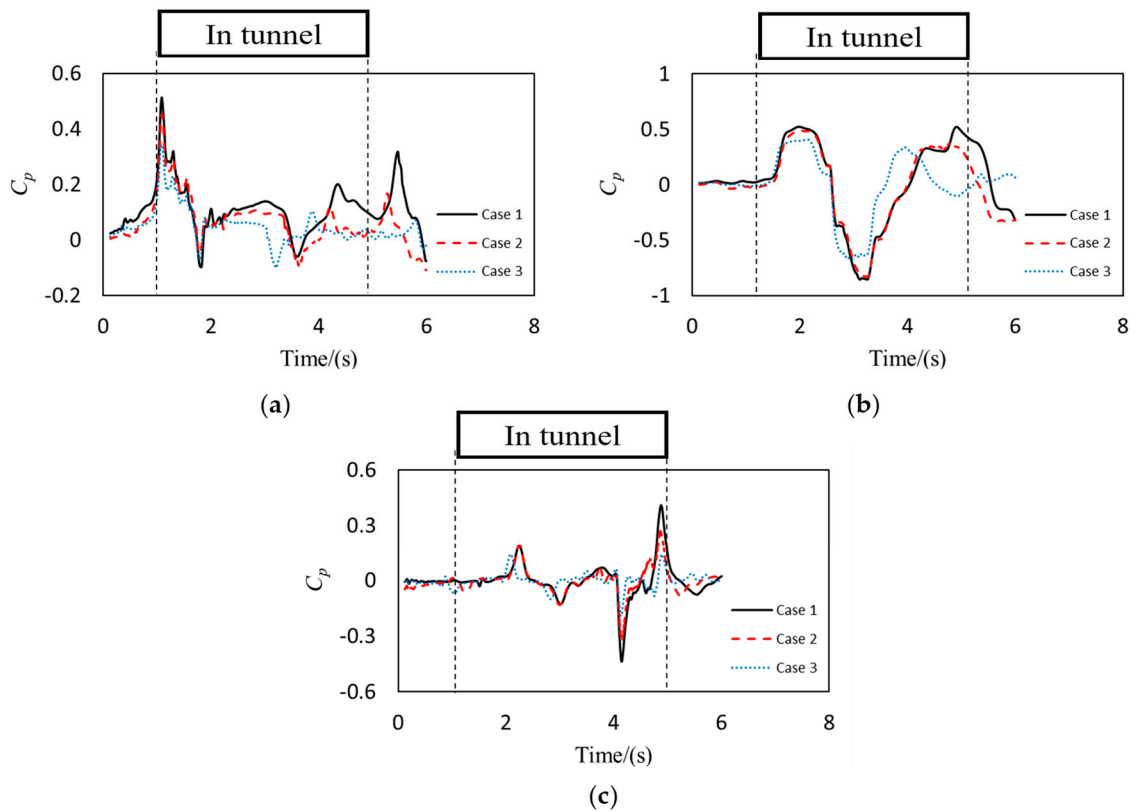 (a)
In tunnel
0.6
0.4
0.2
0
-0.2
C_p
0 2 4 6 8
Time/(s)
Case 1
Case 2
Case 3
(a)
In tunnel
1
0.5
0
-0.5
-1
C_p
0 2 4 6 8
Time/(s)
Case 1
Case 2
Case 3
(b)
In tunnel
0.6
0.3
0
-0.3
-0.6
C_p
0 2 4 6 8
Time/(s)
Case 1
Case 2
Case 3
(c)